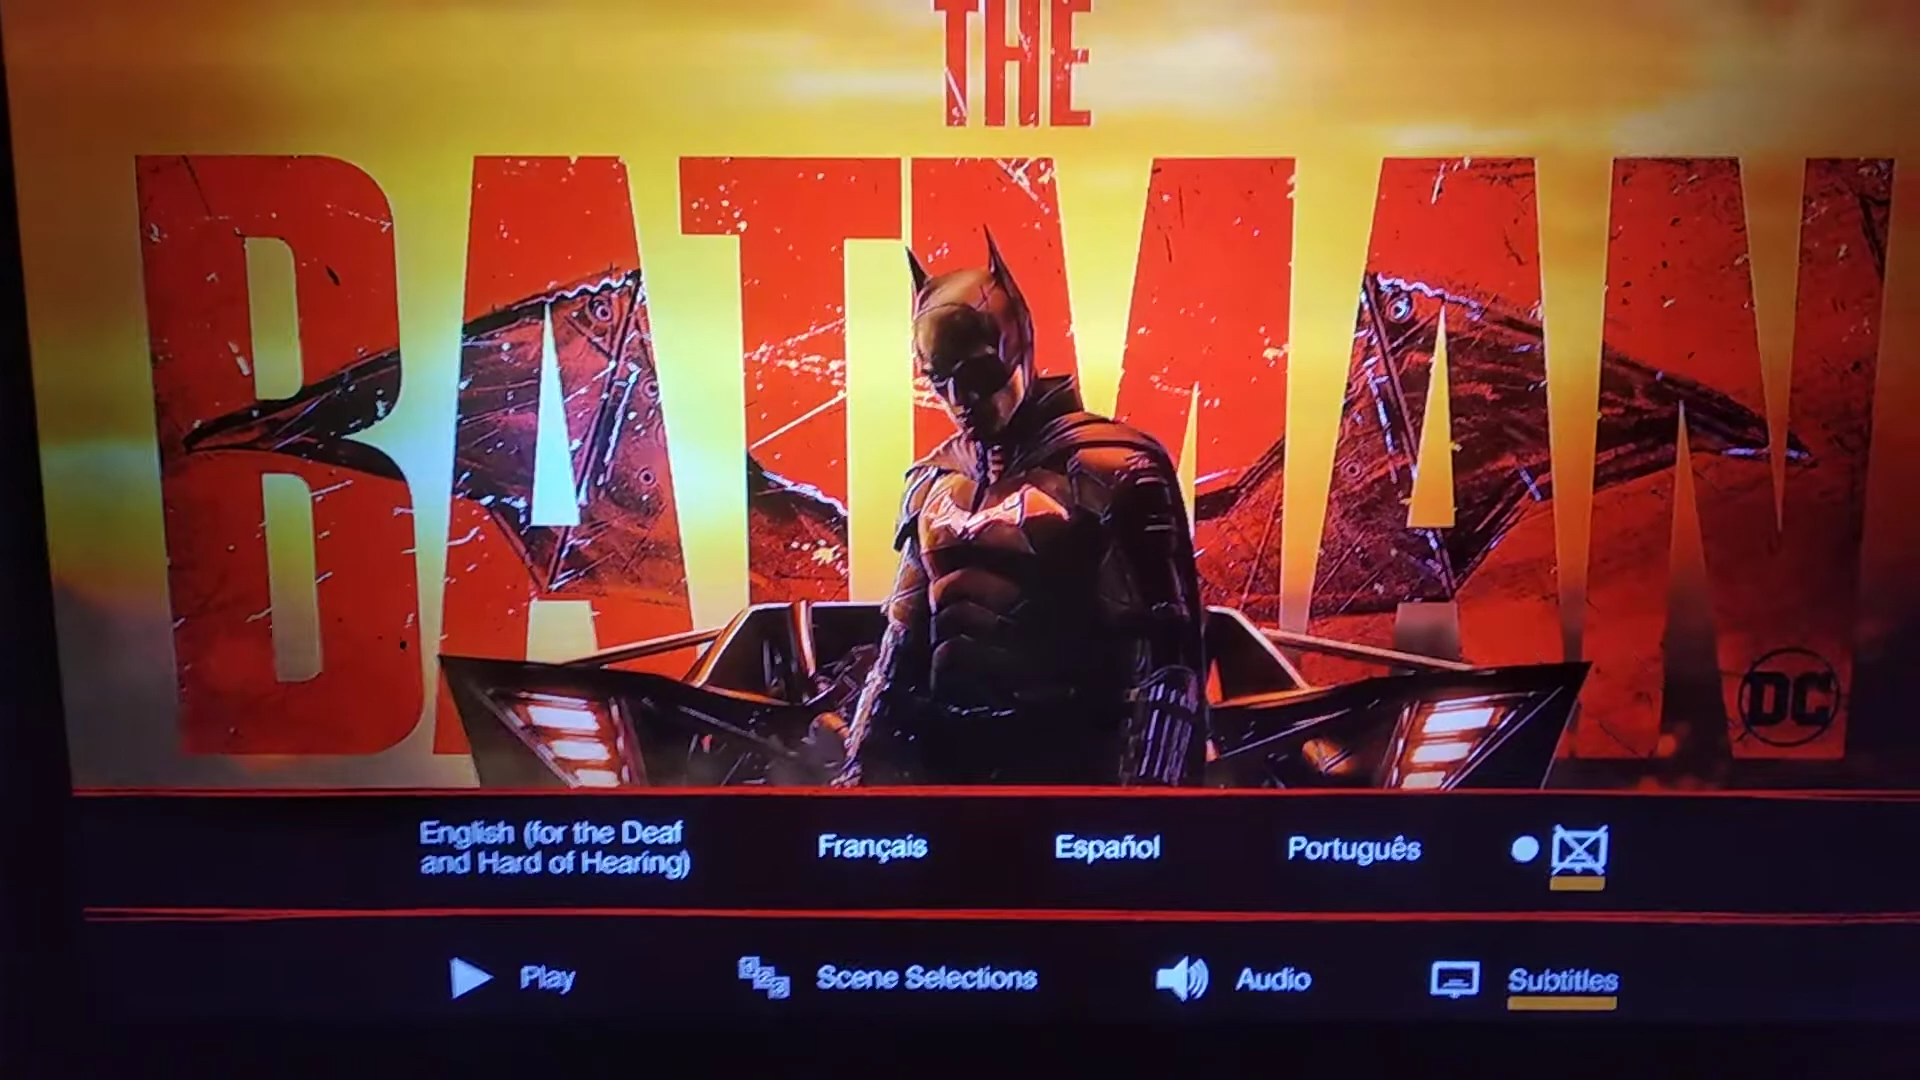 THE
BATMAN
DC
English (for the Deaf
and Hard of Hearing)
Français
Español
Português
Play
Scene Selections
Audio
Subtitles